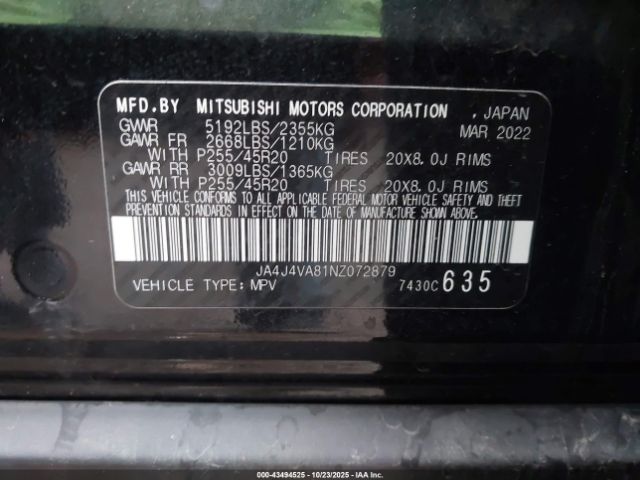 MFD.BY MITSUBISHI MOTORS CORPORATION , JAPAN
GVWR 5192LBS/2355KG MAR 2022
GAWR FR 2668LBS/1210KG
WITH P255/45R20 TIRES 20X8.0J RIMS
GAWR RR 3009LBS/1365KG
WITH P255/45R20 TIRES 20X8.0J RIMS
THIS VEHICLE CONFORMS TO ALL APPLICABLE FEDERAL MOTOR VEHICLE SAFETY AND THEFT
PREVENTION STANDARDS IN EFFECT ON THE DATE OF MANUFACTURE SHOWN ABOVE.
JA4J4VA81NZ072879
VEHICLE TYPE: MPV 7430C 635
000-43494525 | 10/23/2025 | IAA Inc.